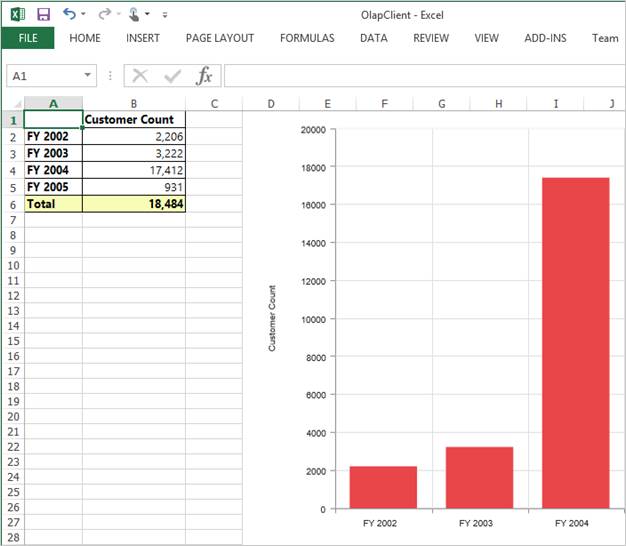 OlapClient - Excel
FILE HOME INSERT PAGE LAYOUT FORMULAS DATA REVIEW VIEW ADD-INS Team
A1 fx
A B C D E F G H I J
1 Customer Count
2 FY 2002 2,206
3 FY 2003 3,222
4 FY 2004 17,412
5 FY 2005 931
6 Total 18,484
7
8
9
10
11
12
13
14
15
16
17
18
19
20
21
22
23
24
25
26
27
28
20000
18000
16000
14000
12000
10000
8000
6000
4000
2000
0
Customer Count
FY 2002 FY 2003 FY 2004